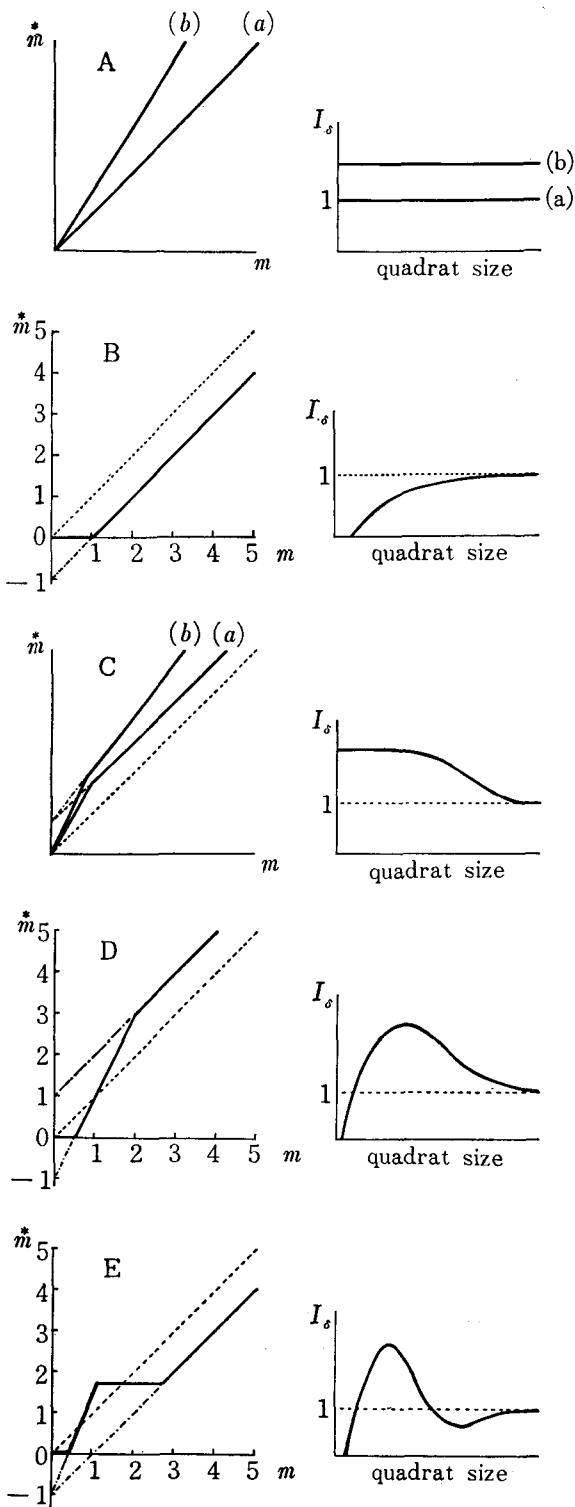 *
m
(b) (a)
A
m
I_δ
(b)
1
(a)
quadrat size
*
m
5
4
3
2
1
0
-1
B
1 2 3 4 5 m
I_δ
1
quadrat size
*
m
(b) (a)
C
m
I_δ
1
quadrat size
*
m
5
4
3
2
1
0
-1
D
1 2 3 4 5 m
I_δ
1
quadrat size
*
m
5
4
3
2
1
0
-1
E
1 2 3 4 5 m
I_δ
1
quadrat size